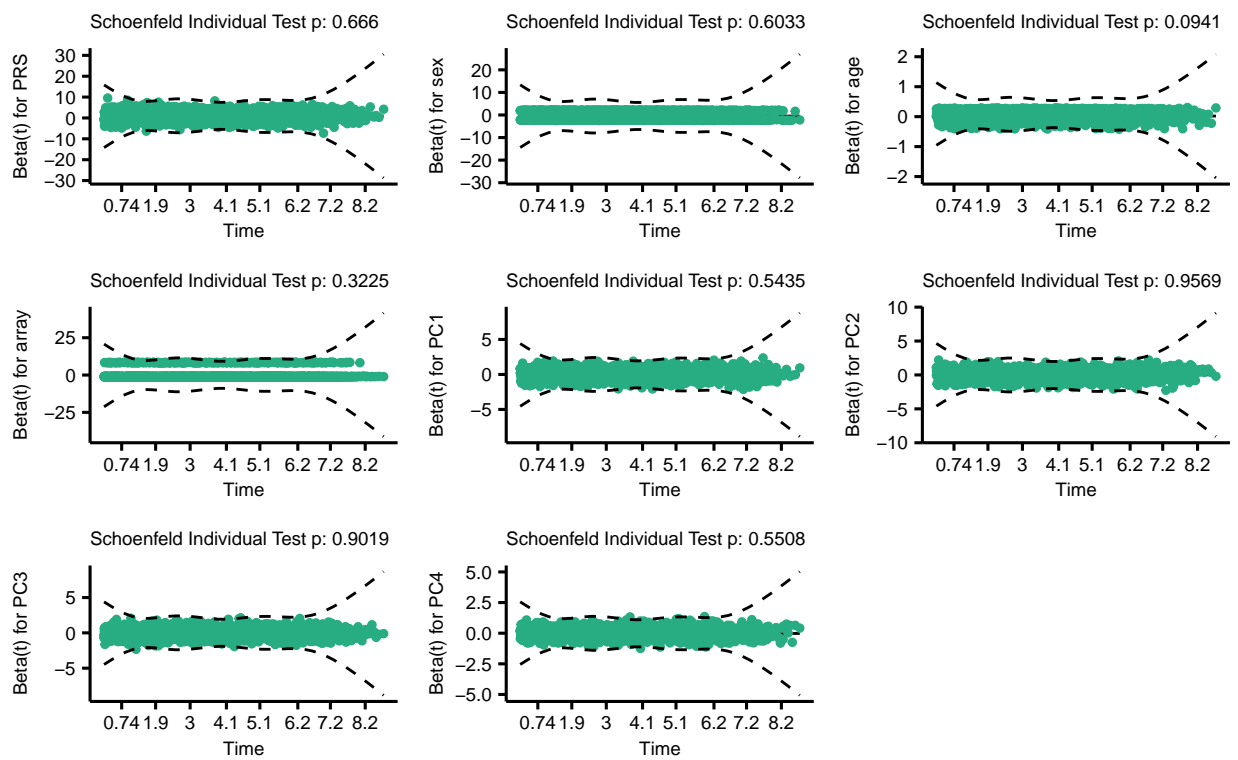 Schoenfeld Individual Test p: 0.666
Beta(t) for PRS
30
20
10
0
−10
−20
−30
0.74 1.9 3 4.1 5.1 6.2 7.2 8.2
Time
Schoenfeld Individual Test p: 0.6033
Beta(t) for sex
20
10
0
−10
−20
−30
0.74 1.9 3 4.1 5.1 6.2 7.2 8.2
Time
Schoenfeld Individual Test p: 0.0941
Beta(t) for age
2
1
0
−1
−2
0.74 1.9 3 4.1 5.1 6.2 7.2 8.2
Time
Schoenfeld Individual Test p: 0.3225
Beta(t) for array
25
0
−25
0.74 1.9 3 4.1 5.1 6.2 7.2 8.2
Time
Schoenfeld Individual Test p: 0.5435
Beta(t) for PC1
5
0
−5
0.74 1.9 3 4.1 5.1 6.2 7.2 8.2
Time
Schoenfeld Individual Test p: 0.9569
Beta(t) for PC2
10
5
0
−5
−10
0.74 1.9 3 4.1 5.1 6.2 7.2 8.2
Time
Schoenfeld Individual Test p: 0.9019
Beta(t) for PC3
5
0
−5
0.74 1.9 3 4.1 5.1 6.2 7.2 8.2
Time
Schoenfeld Individual Test p: 0.5508
Beta(t) for PC4
5.0
2.5
0.0
−2.5
−5.0
0.74 1.9 3 4.1 5.1 6.2 7.2 8.2
Time